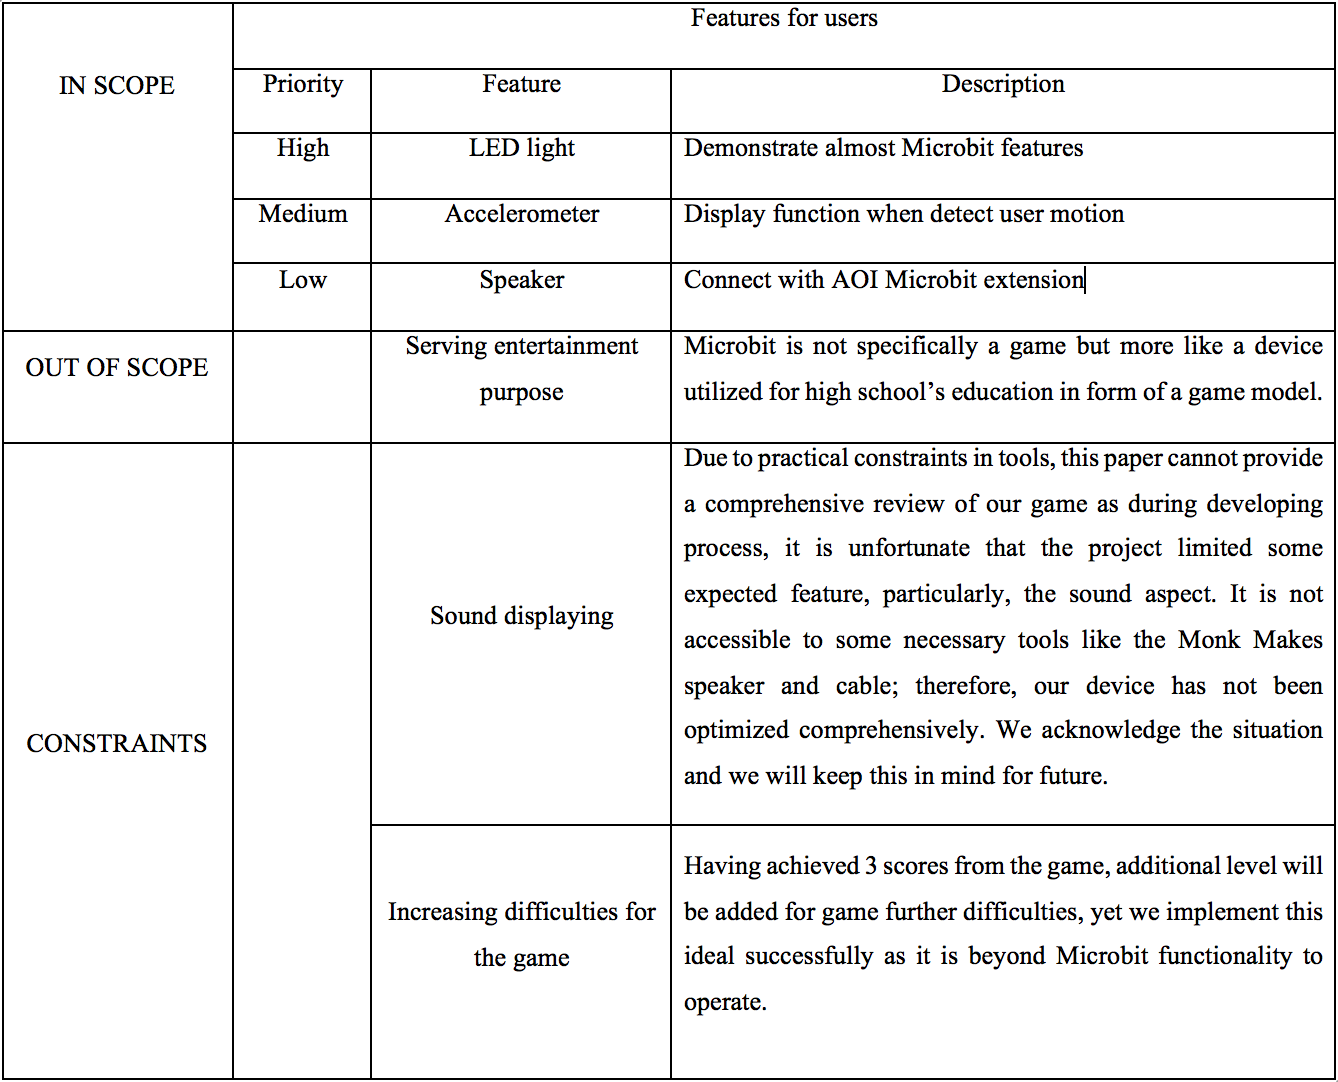 Features for users
IN SCOPE
Priority
Feature
Description
High
LED light
Demonstrate almost Microbit features
Medium
Accelerometer
Display function when detect user motion
Low
Speaker
Connect with AOI Microbit extension
OUT OF SCOPE
Serving entertainment
purpose
Microbit is not specifically a game but more like a device
utilized for high school’s education in form of a game model.
CONSTRAINTS
Sound displaying
Due to practical constraints in tools, this paper cannot provide
a comprehensive review of our game as during developing
process, it is unfortunate that the project limited some
expected feature, particularly, the sound aspect. It is not
accessible to some necessary tools like the Monk Makes
speaker and cable; therefore, our device has not been
optimized comprehensively. We acknowledge the situation
and we will keep this in mind for future.
Increasing difficulties for
the game
Having achieved 3 scores from the game, additional level will
be added for game further difficulties, yet we implement this
ideal successfully as it is beyond Microbit functionality to
operate.